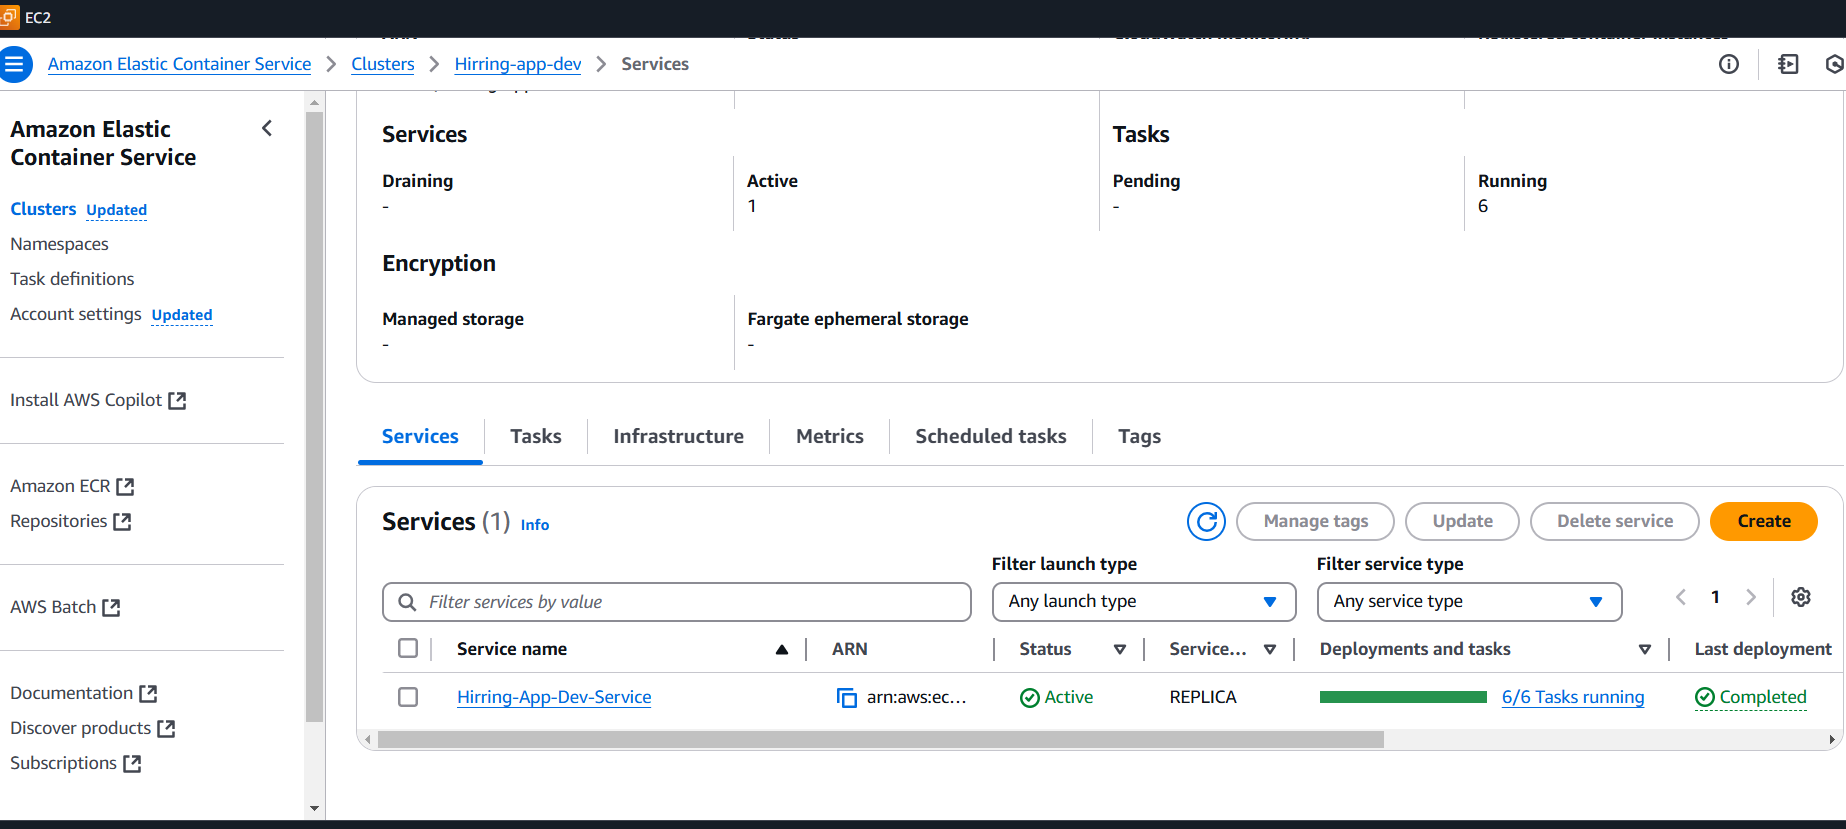 EC2
Amazon Elastic Container Service
Clusters
Hirring-app-dev
Services
Amazon Elastic
Container Service
Clusters Updated
Namespaces
Task definitions
Account settings Updated
Install AWS Copilot
Amazon ECR
Repositories
AWS Batch
Documentation
Discover products
Subscriptions
Services
Tasks
Draining
-
Active
1
Pending
-
Running
6
Encryption
Managed storage
-
Fargate ephemeral storage
-
Services
Tasks
Infrastructure
Metrics
Scheduled tasks
Tags
Services (1) Info
Manage tags
Update
Delete service
Create
Filter services by value
Filter launch type
Any launch type
Filter service type
Any service type
1
Service name
ARN
Status
Service...
Deployments and tasks
Last deployment
Hirring-App-Dev-Service
arn:aws:ec...
Active
REPLICA
6/6 Tasks running
Completed